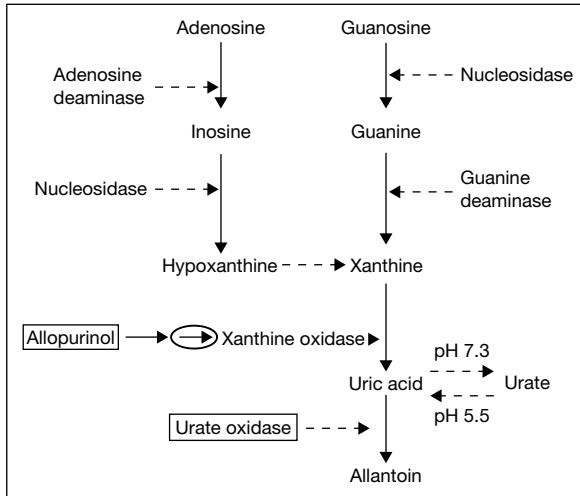 Adenosine Guanosine
Adenosine
deaminase
Nucleosidase
Inosine Guanine
Nucleosidase
Guanine
deaminase
Hypoxanthine Xanthine
Allopurinol Xanthine oxidase
pH 7.3
Uric acid Urate
pH 5.5
Urate oxidase
Allantoin